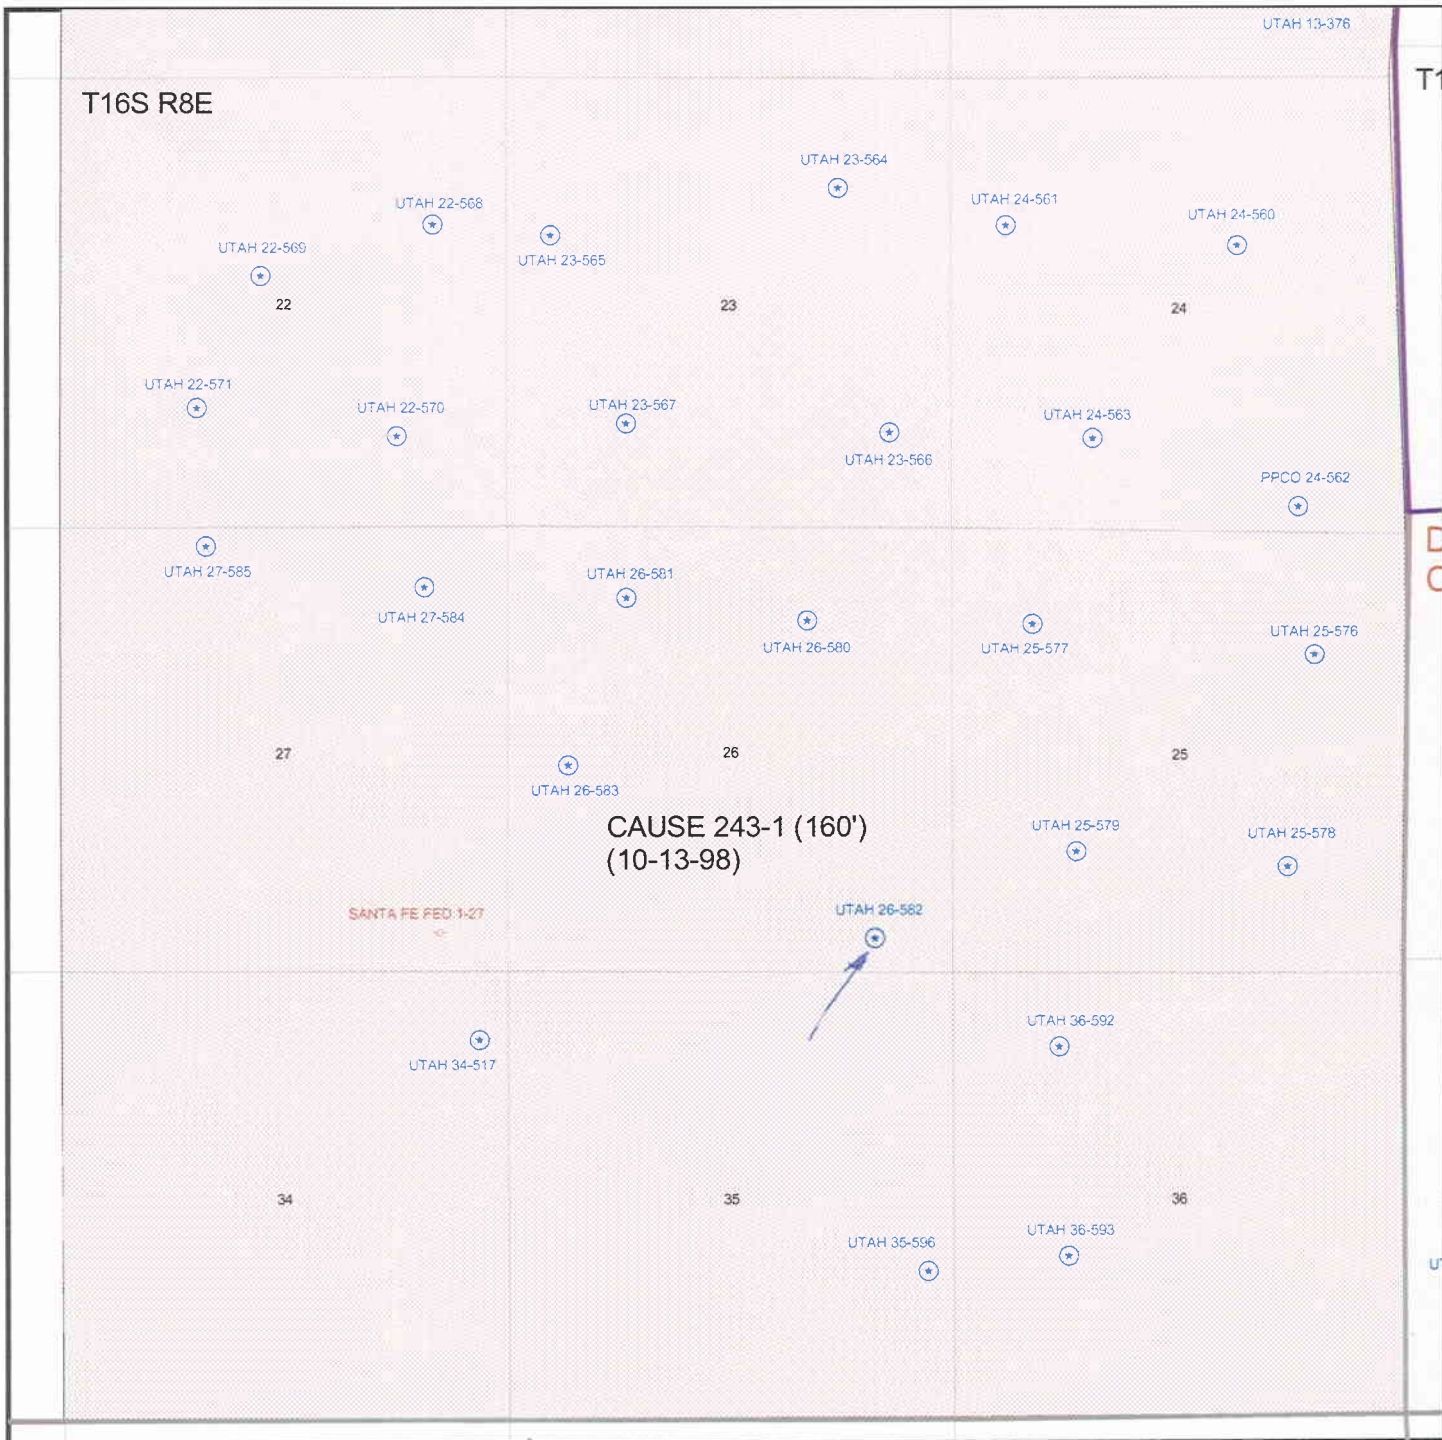 UTAH 13-376
T16S R8E
UTAH 23-564
UTAH 22-568
UTAH 24-561
UTAH 24-560
UTAH 22-569
UTAH 23-565
22
23
24
UTAH 22-571
UTAH 22-570
UTAH 23-567
UTAH 24-563
UTAH 23-566
PPCO 24-562
UTAH 27-585
UTAH 26-581
UTAH 27-584
UTAH 26-580
UTAH 25-577
UTAH 25-576
27
26
25
UTAH 26-583
CAUSE 243-1 (160')
(10-13-98)
UTAH 25-579
UTAH 25-578
SANTA FE FED 1-27
UTAH 26-582
UTAH 36-592
UTAH 34-517
34
35
36
UTAH 35-596
UTAH 36-593